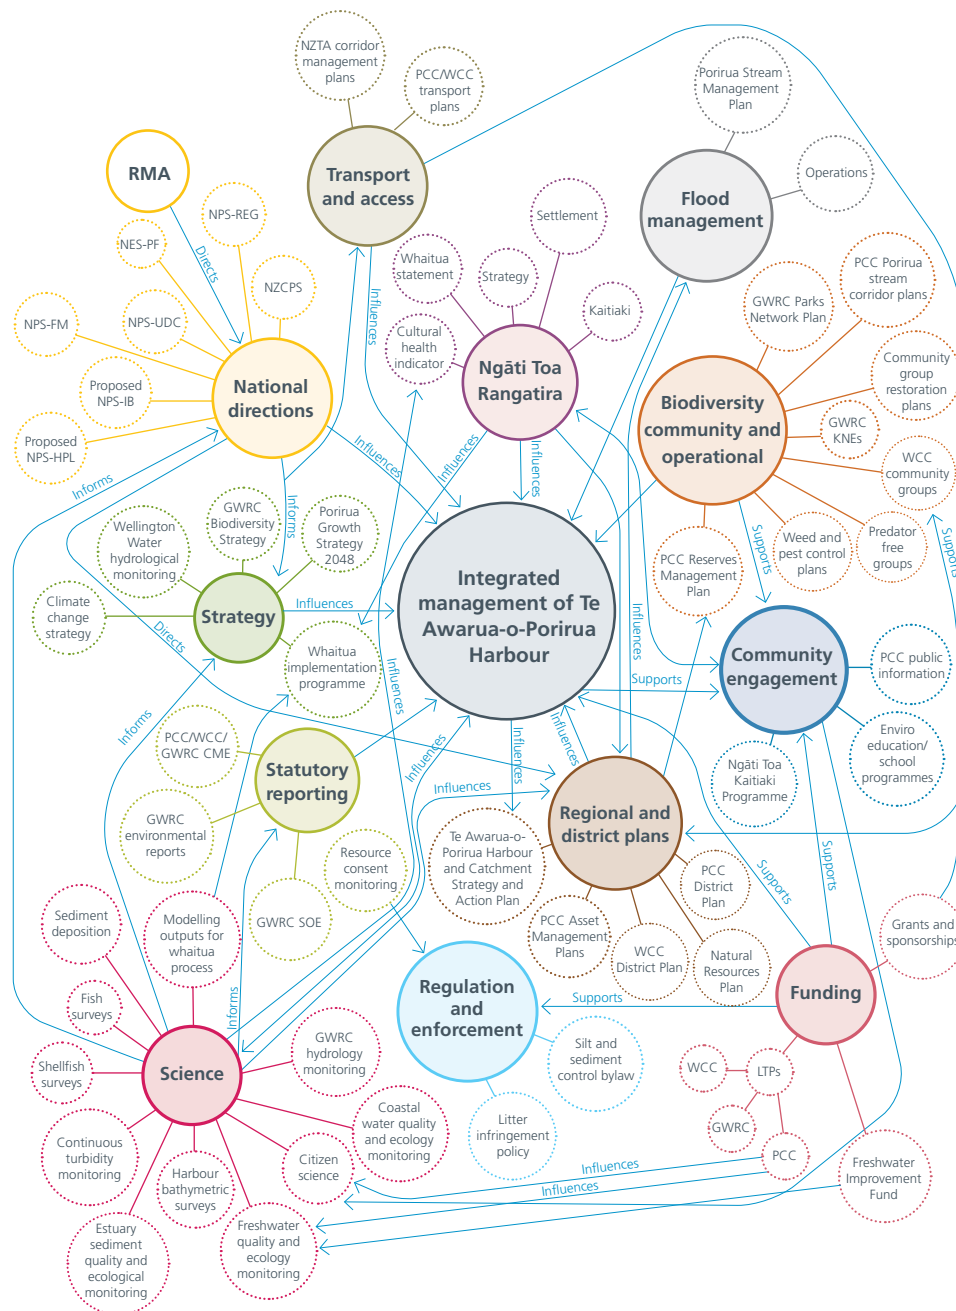 NZTA corridor
management
plans
PCC/WCC
transport
plans
Porirua Stream
Management
Plan
Operations
RMA
Transport
and access
Flood
management
NPS-REG
NES-PF
Directs
NZCPS
NPS-FM
NPS-UDC
Proposed
NPS-IB
Proposed
NPS-HPL
National
directions
Influences
Whaitua
statement
Strategy
Settlement
Kaitiaki
Cultural
health
indicator
Ngāti Toa
Rangatira
GWRC Parks
Network Plan
PCC Porirua
stream
corridor plans
Community
group
restoration
plans
GWRC
KNEs
WCC
community
groups
Predator
free
groups
Weed and
pest control
plans
PCC Reserves
Management
Plan
Biodiversity
community and
operational
Informs
Influences
Influences
Influences
Informs
Supports
Supports
Wellington
Water
hydrological
monitoring
GWRC
Biodiversity
Strategy
Porirua
Growth
Strategy
2048
Climate
change
strategy
Strategy
Influences
Whaitua
implementation
programme
Integrated
management of Te
Awarua-o-Porirua
Harbour
Influences
Community
engagement
PCC public
information
Enviro
education/
school
programmes
Ngāti Toa
Kaitiaki
Programme
Directs
Supports
Informs
Influences
PCC/WCC/
GWRC CME
Statutory
reporting
GWRC
environmental
reports
GWRC SOE
Resource
consent
monitoring
Influences
Influences
Influences
Influences
Te Awarua-o-
Porirua Harbour
and Catchment
Strategy and
Action Plan
Regional and
district plans
PCC
District
Plan
PCC Asset
Management
Plans
WCC
District Plan
Natural
Resources
Plan
Supports
Supports
Grants and
sponsorships
Sediment
deposition
Modelling
outputs for
whaitua
process
Fish
surveys
Shellfish
surveys
Informs
Regulation
and
enforcement
Supports
Funding
Silt and
sediment
control bylaw
Litter
infringement
policy
WCC
LTPs
GWRC
PCC
Freshwater
Improvement
Fund
Science
GWRC
hydrology
monitoring
Coastal
water quality
and ecology
monitoring
Citizen
science
Continuous
turbidity
monitoring
Harbour
bathymetric
surveys
Estuary
sediment
quality and
ecological
monitoring
Freshwater
quality and
ecology
monitoring
Influences
Influences